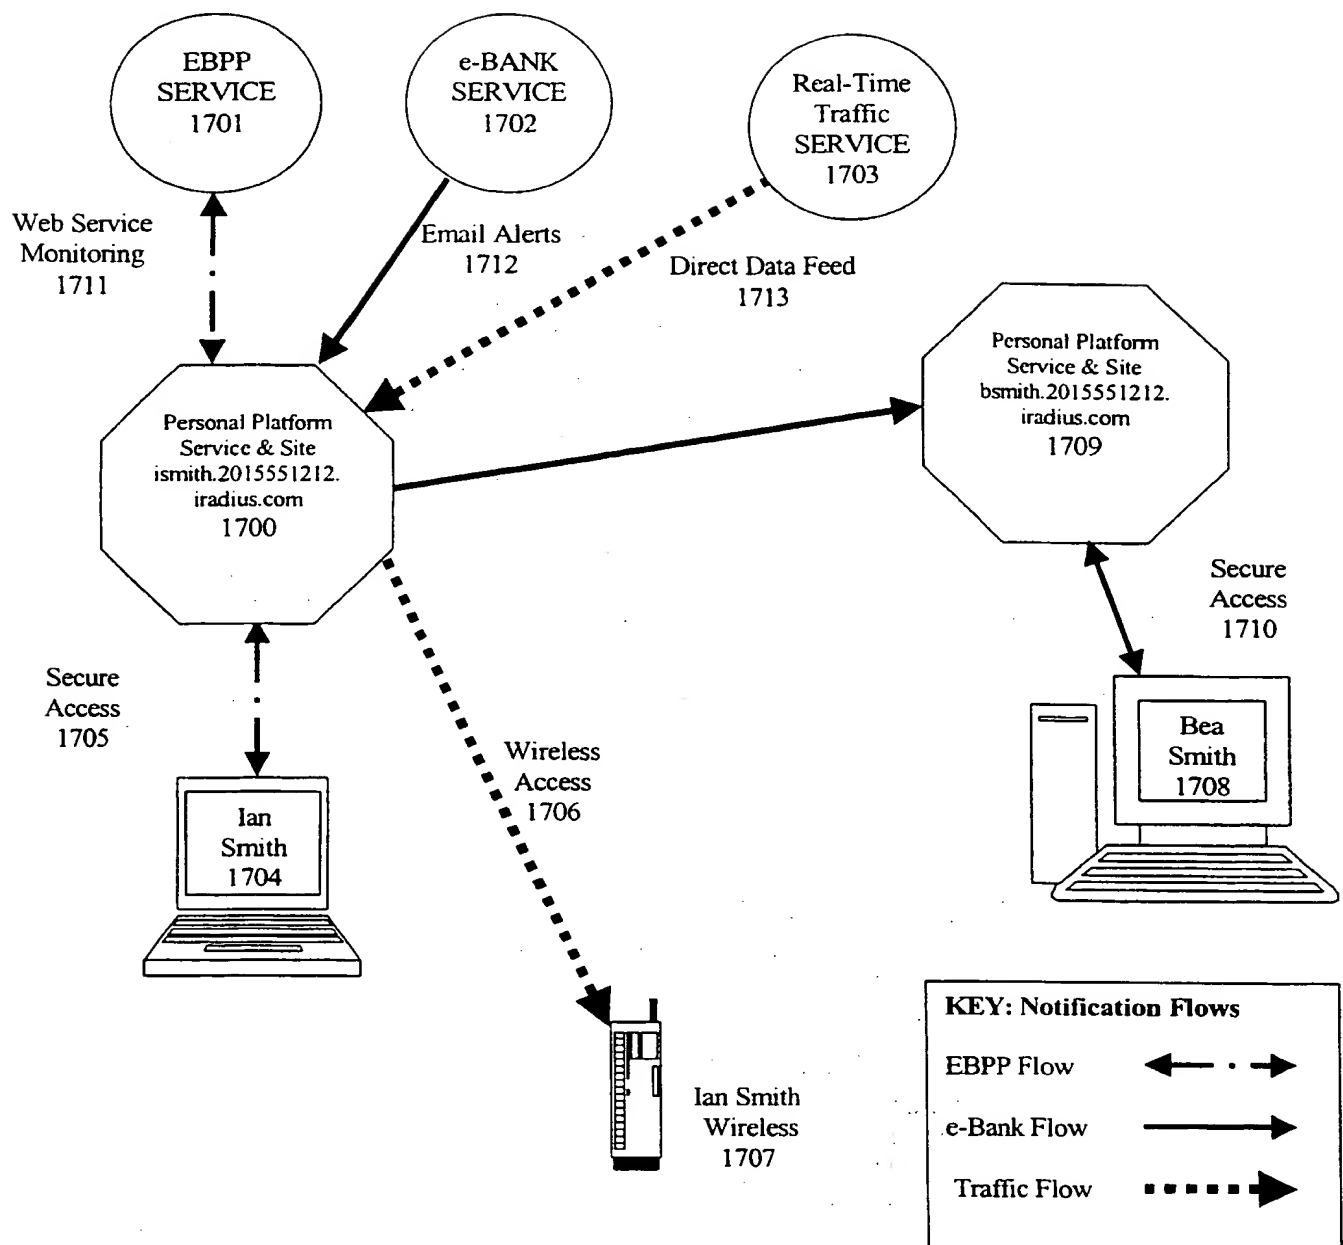 EBPP
SERVICE
1701
e-BANK
SERVICE
1702
Real-Time
Traffic
SERVICE
1703
Web Service
Monitoring
1711
Email Alerts
1712
Direct Data Feed
1713
Personal Platform
Service & Site
ismith.2015551212.
iradius.com
1700
Personal Platform
Service & Site
bsmith.2015551212.
iradius.com
1709
Secure
Access
1705
Secure
Access
1710
Wireless
Access
1706
Ian
Smith
1704
Bea
Smith
1708
Ian Smith
Wireless
1707
KEY: Notification Flows
EBPP Flow
e-Bank Flow
Traffic Flow